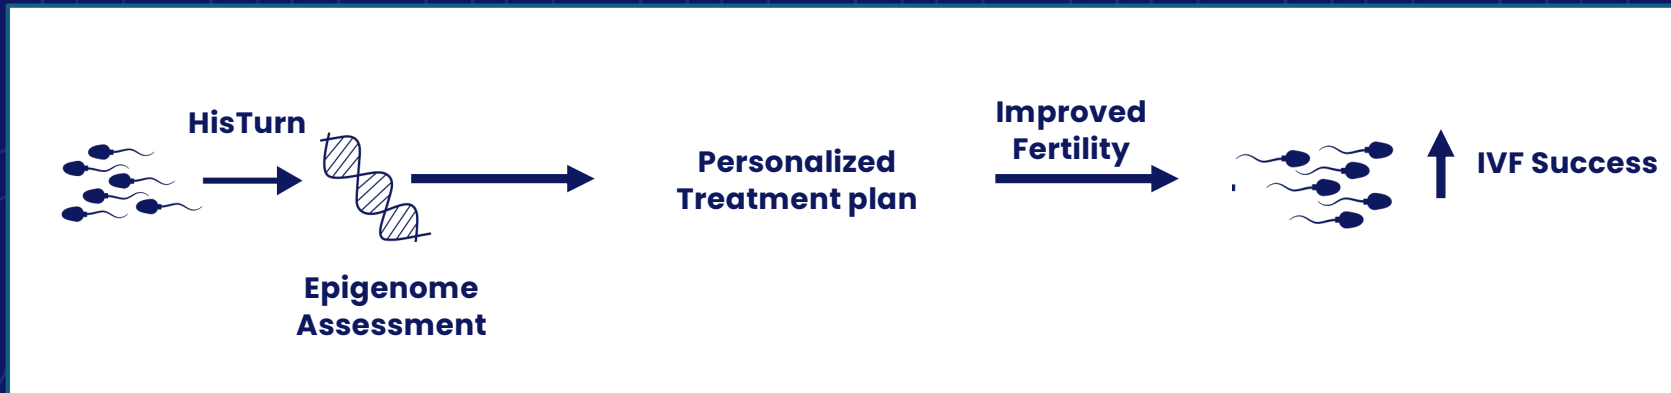 HisTurn
Epigenome
Assessment
Personalized
Treatment plan
Improved
Fertility
IVF Success